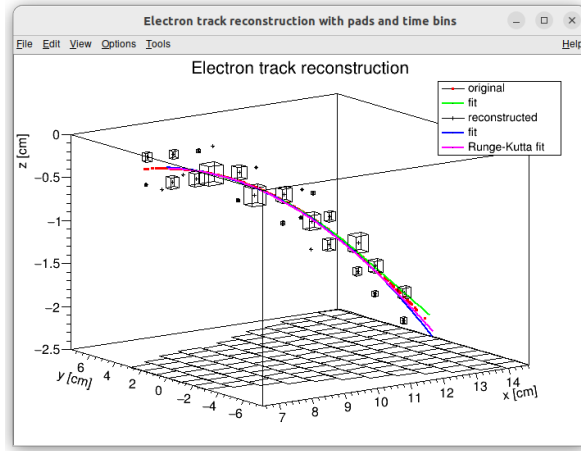 Electron track reconstruction with pads and time bins
File Edit View Options Tools Help
Electron track reconstruction
original
fit
reconstructed
fit
Runge-Kutta fit
z [cm]
0
−0.5
−1
−1.5
−2
−2.5
y [cm]
6 4 2 0 −2 −4 −6
7 8 9 10 11 12 13 14
x [cm]